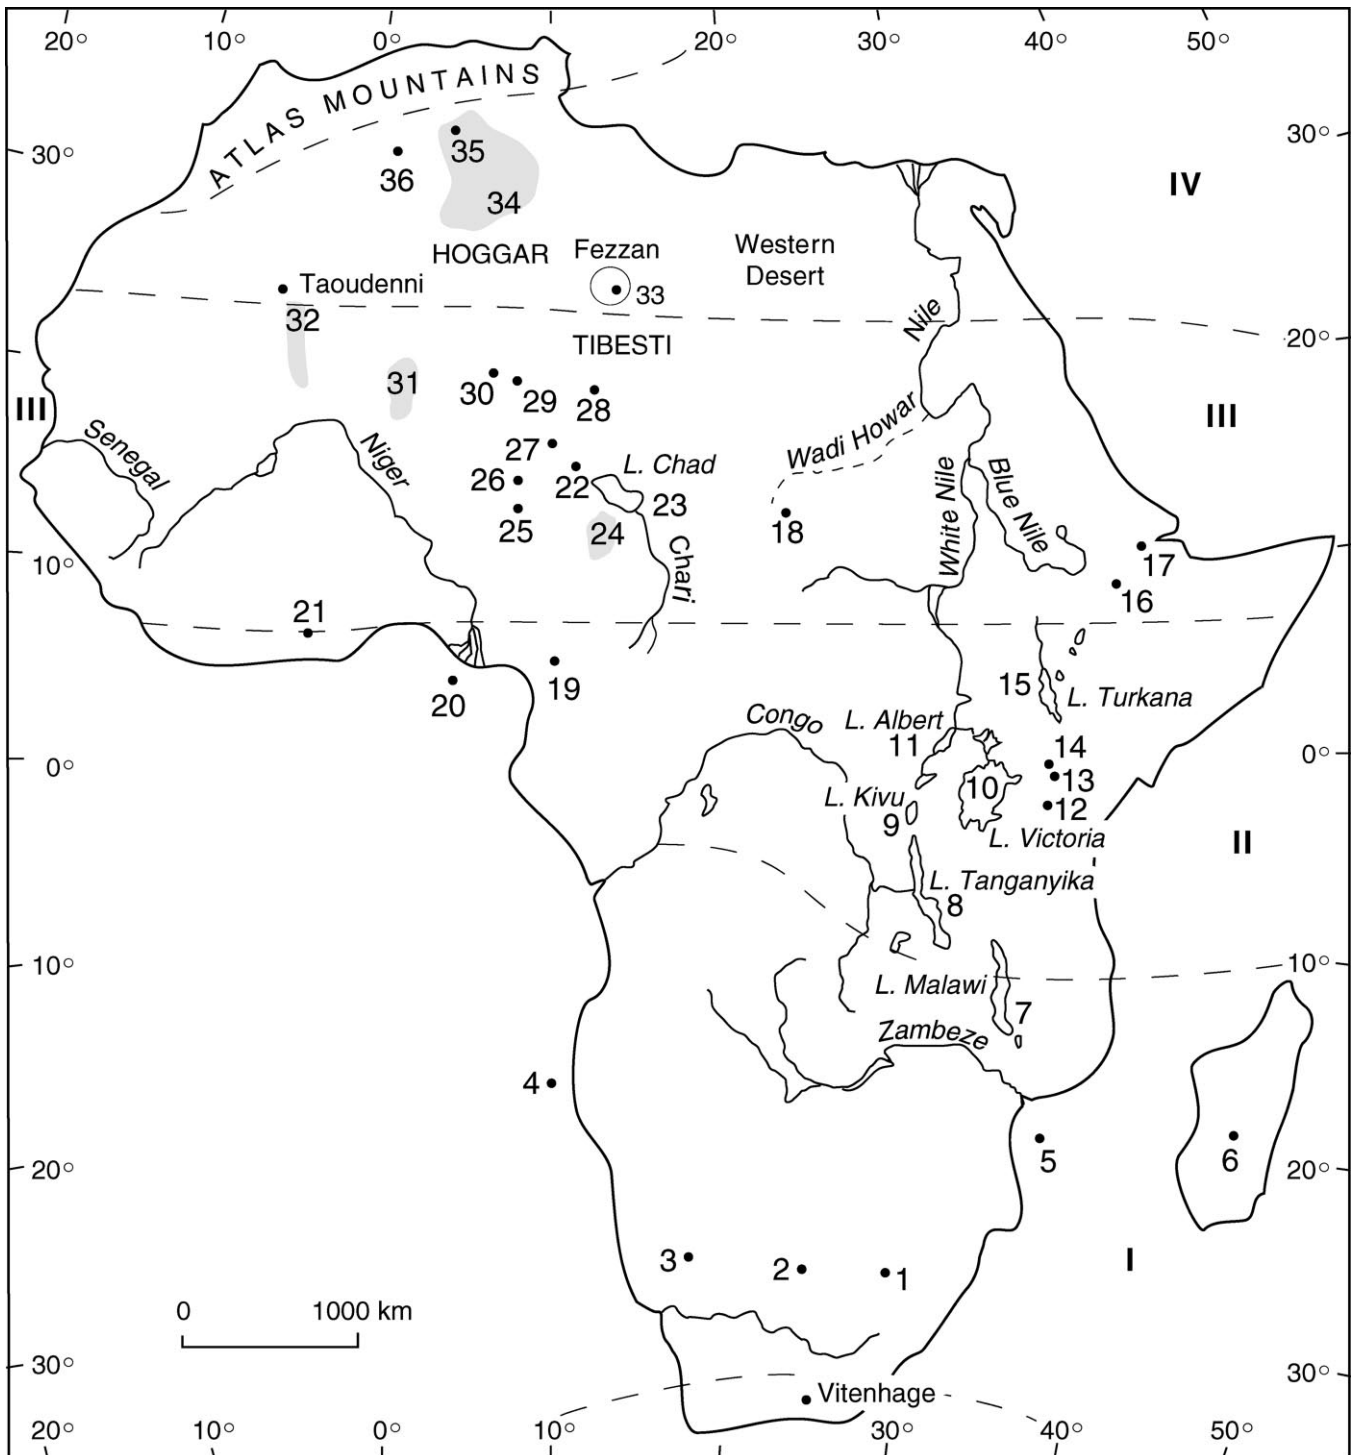 20° 10° 0° 20° 30° 40° 50°
ATLAS MOUNTAINS
30°
30°
35
36
34
IV
HOGGAR
Fezzan
Western
Desert
Taoudenni
33
32
Nile
20°
TIBESTI
31
30
29
28
III
III
Senegal
Niger
Wadi Howar
27
L. Chad
26
22
23
White Nile
Blue Nile
25
24
18
10°
Chari
17
16
21
15
19
20
L. Turkana
Congo
L. Albert
11
14
0°
0°
13
10
L. Kivu
12
9
L. Victoria
II
L. Tanganyika
8
10°
10°
L. Malawi
7
Zambeze
4
5
6
20°
20°
3
2
1
I
0 1000 km
30°
30°
Vitenhage
20° 10° 0° 10° 30° 40° 50°